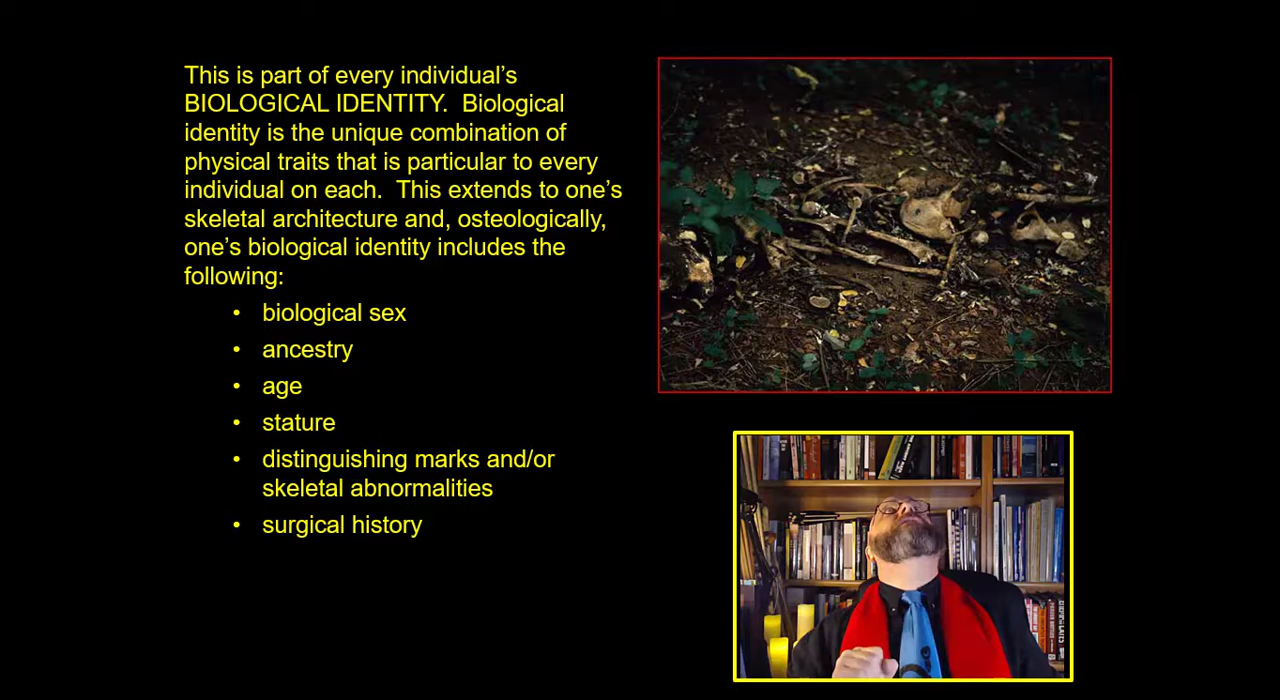 This is part of every individual’s
BIOLOGICAL IDENTITY.  Biological
identity is the unique combination of
physical traits that is particular to every
individual on each.  This extends to one’s
skeletal architecture and, osteologically,
one’s biological identity includes the
following:
• biological sex
• ancestry
• age
• stature
• distinguishing marks and/or
skeletal abnormalities
• surgical history